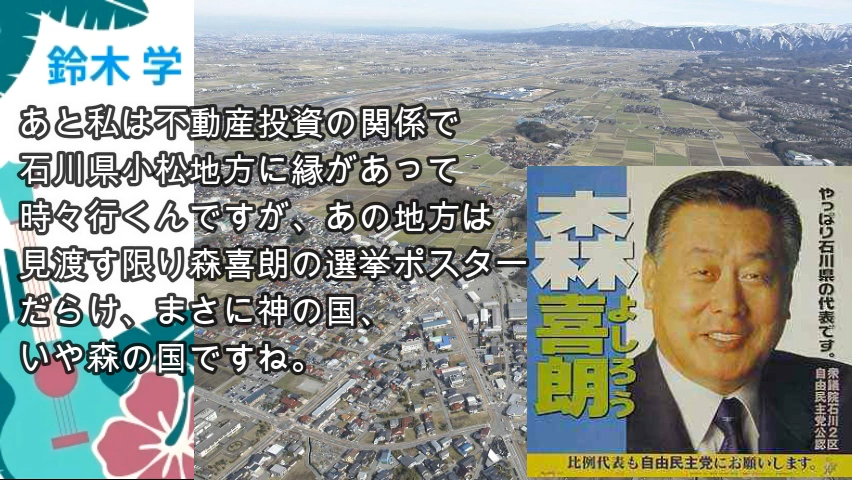 鈴木 学
あと私は不動産投資の関係で
石川県小松地方に縁があって
時々行くんですが、あの地方は
見渡す限り森喜朗の選挙ポスター
だらけ、まさに神の国、
いや森の国ですね。
森喜朗
よしろう
やっぱり石川県の代表です。
衆議院石川2区
自由民主党公認
比例代表も自由民主党にお願いします。